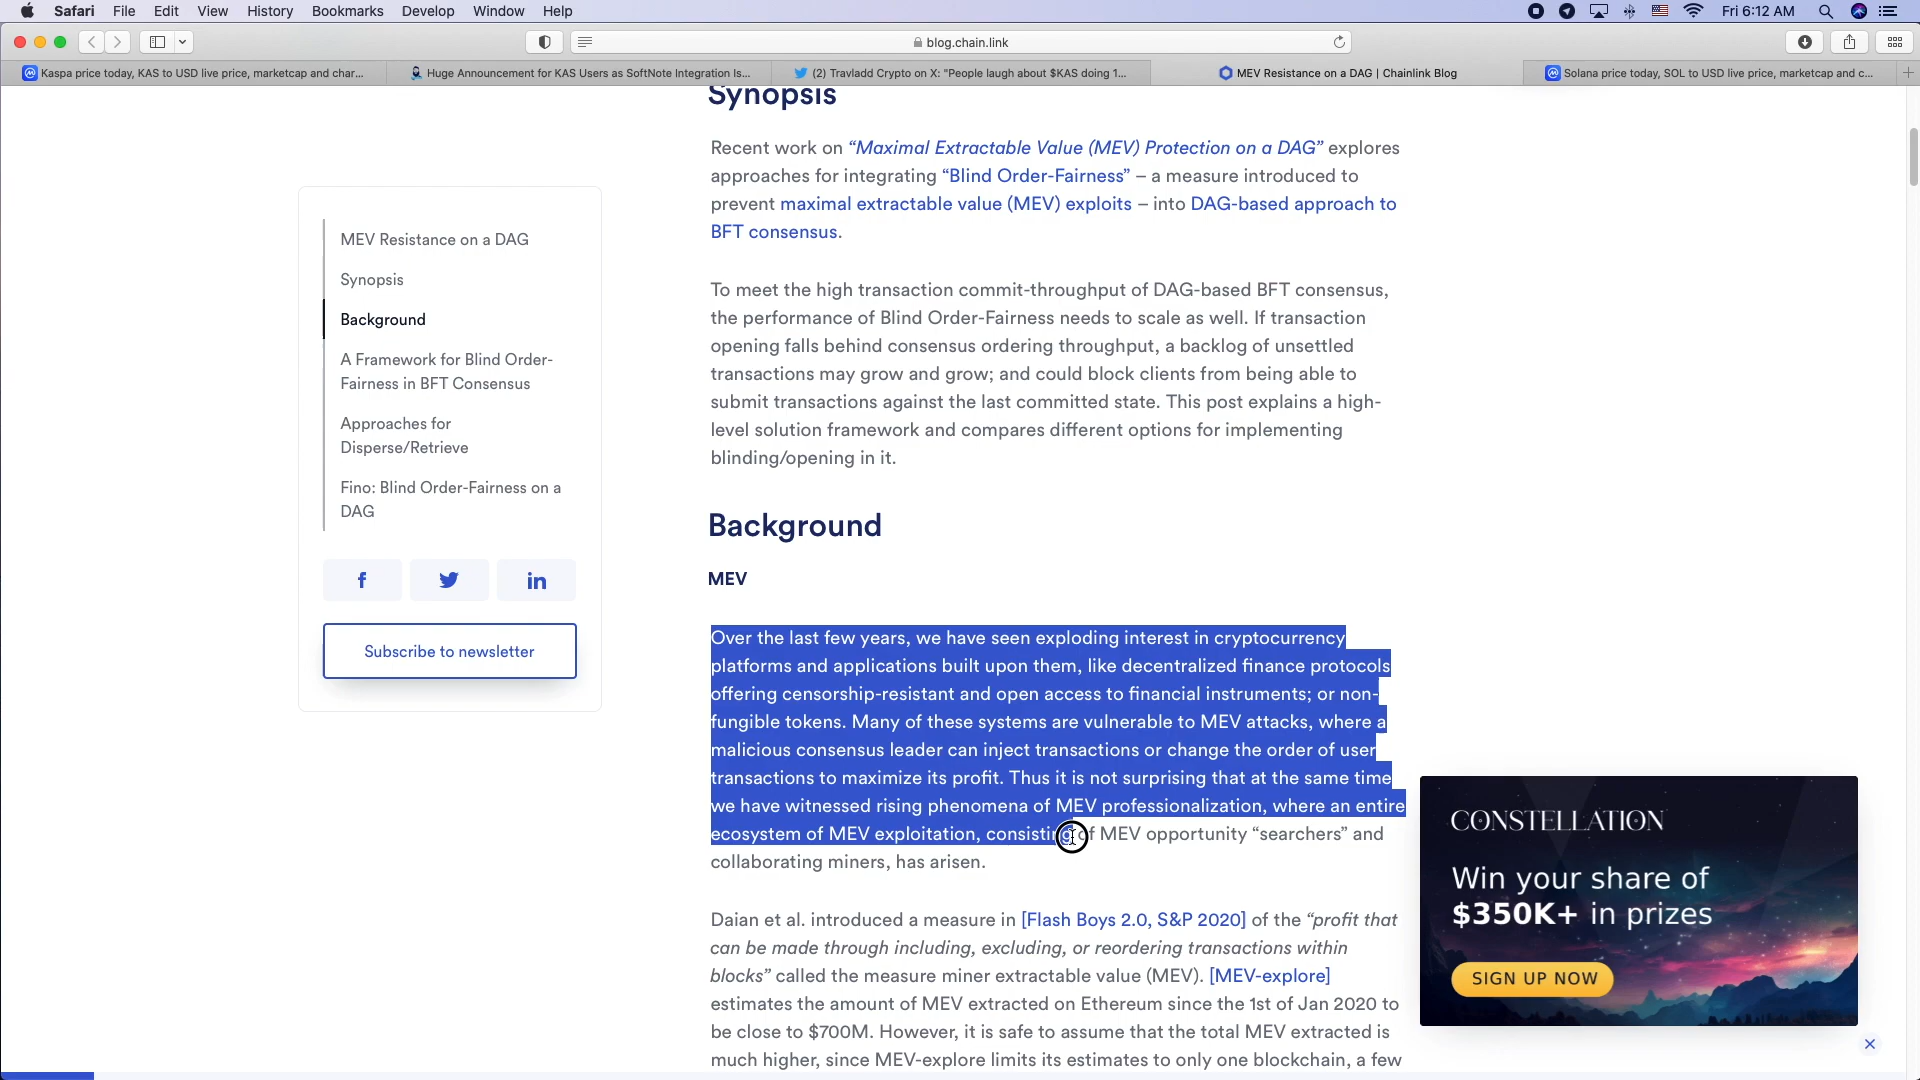 Safari File Edit View History Bookmarks Develop Window Help
Fri 6:12 AM
blog.chain.link
Kaspa price today, KAS to USD live price, marketcap and char...
Huge Announcement for KAS Users as SoftNote Integration Is...
(2) Travladd Crypto on X: "People laugh about $KAS doing 1...
MEV Resistance on a DAG | Chainlink Blog
Solana price today, SOL to USD live price, marketcap and c...
Synopsis
Recent work on “Maximal Extractable Value (MEV) Protection on a DAG” explores
approaches for integrating “Blind Order-Fairness” – a measure introduced to
prevent maximal extractable value (MEV) exploits – into DAG-based approach to
BFT consensus.
To meet the high transaction commit-throughput of DAG-based BFT consensus,
the performance of Blind Order-Fairness needs to scale as well. If transaction
opening falls behind consensus ordering throughput, a backlog of unsettled
transactions may grow and grow; and could block clients from being able to
submit transactions against the last committed state. This post explains a high-
level solution framework and compares different options for implementing
blinding/opening in it.
Background
MEV
Over the last few years, we have seen exploding interest in cryptocurrency
platforms and applications built upon them, like decentralized finance protocols
offering censorship-resistant and open access to financial instruments; or non-
fungible tokens. Many of these systems are vulnerable to MEV attacks, where a
malicious consensus leader can inject transactions or change the order of user
transactions to maximize its profit. Thus it is not surprising that at the same time
we have witnessed rising phenomena of MEV professionalization, where an entire
ecosystem of MEV exploitation, consisting of MEV opportunity “searchers” and
collaborating miners, has arisen.
Daian et al. introduced a measure in [Flash Boys 2.0, S&P 2020] of the “profit that
can be made through including, excluding, or reordering transactions within
blocks” called the measure miner extractable value (MEV). [MEV-explore]
estimates the amount of MEV extracted on Ethereum since the 1st of Jan 2020 to
be close to $700M. However, it is safe to assume that the total MEV extracted is
much higher, since MEV-explore limits its estimates to only one blockchain, a few
MEV Resistance on a DAG
Synopsis
Background
A Framework for Blind Order-
Fairness in BFT Consensus
Approaches for
Disperse/Retrieve
Fino: Blind Order-Fairness on a
DAG
Subscribe to newsletter
CONSTELLATION
Win your share of
$350K+ in prizes
SIGN UP NOW